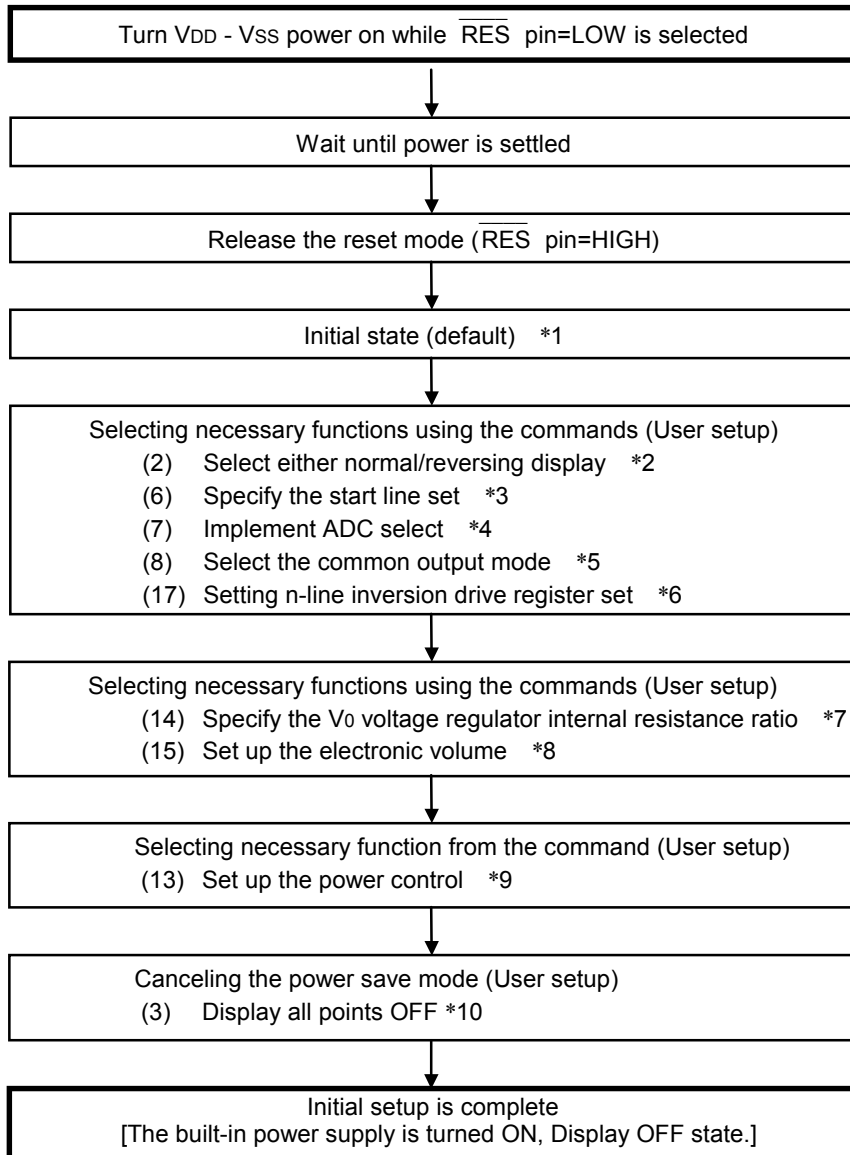 Turn VDD - VSS power on while RES pin=LOW is selected
Wait until power is settled
Release the reset mode (RES pin=HIGH)
Initial state (default) *1
Selecting necessary functions using the commands (User setup)
(2) Select either normal/reversing display *2
(6) Specify the start line set *3
(7) Implement ADC select *4
(8) Select the common output mode *5
(17) Setting n-line inversion drive register set *6
Selecting necessary functions using the commands (User setup)
(14) Specify the V0 voltage regulator internal resistance ratio *7
(15) Set up the electronic volume *8
Selecting necessary function from the command (User setup)
(13) Set up the power control *9
Canceling the power save mode (User setup)
(3) Display all points OFF *10
Initial setup is complete
[The built-in power supply is turned ON, Display OFF state.]